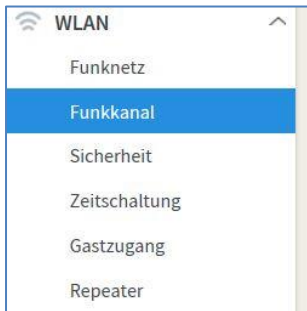 WLAN
Funknetz
Funkkanal
Sicherheit
Zeitschaltung
Gastzugang
Repeater